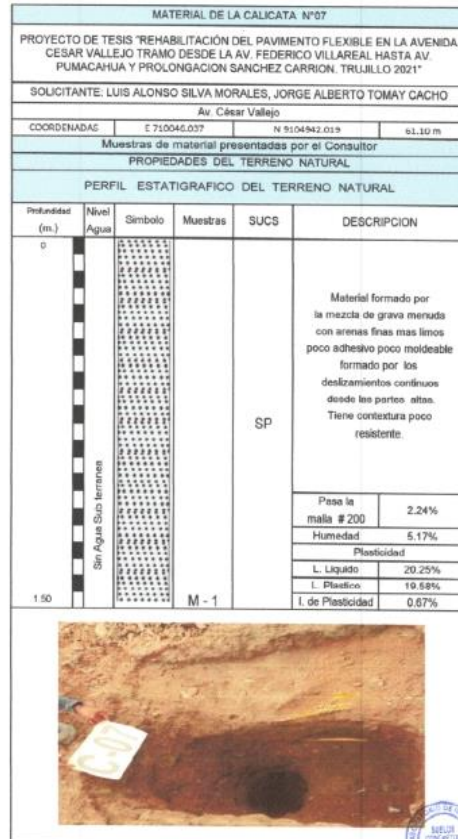 MATERIAL DE LA CALICATA N°07
PROYECTO DE TESIS "REHABILITACIÓN DEL PAVIMENTO FLEXIBLE EN LA AVENIDA
CESAR VALLEJO TRAMO DESDE LA AV. FEDERICO VILLAREAL HASTA AV.
PUMACAHUA Y PROLONGACION SANCHEZ CARRION. TRUJILLO 2021"
SOLICITANTE: LUIS ALONSO SILVA MORALES, JORGE ALBERTO TOMAY CACHO
Av. César Vallejo
COORDENADAS E 710046.037 N 9104942.019 61.10 m
Muestras de material presentadas por el Consultor
PROPIEDADES DEL TERRENO NATURAL
PERFIL ESTATIGRAFICO DEL TERRENO NATURAL
Profundidad (m.) Nivel Agua Simbolo Muestras SUCS DESCRIPCION
0
Material formado por
la mezcla de grava menuda
con arenas finas mas limos
poco adhesivo poco moldeable
formado por los
deslizamientos continuos
desde las partes altas.
Tiene contextura poco
resistente.
SP
Sin Agua Sub terranea
Pasa la malla # 200 2.24%
Humedad 5.17%
Plasticidad
L. Liquido 20.25%
L. Plastico 19.58%
I. de Plasticidad 0.67%
1.50 M - 1
C-07